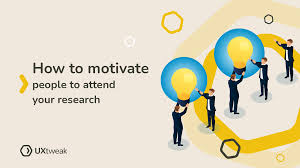 How to motivate
people to attend
your research
UXtweak